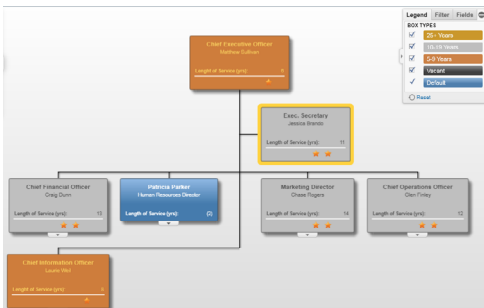 Legend Filter Fields
BOX TYPES
25+ Years
10-19 Years
5-9 Years
Vacant
Default
Reset
Chief Executive Officer
Matthew Sullivan
Length of Service (yrs):
Exec. Secretary
Jessica Brando
Length of Service (yrs): 11
Chief Financial Officer
Craig Dunn
Length of Service (yrs): 13
Patricia Parker
Human Resources Director
Length of Service (yrs): (2)
Marketing Director
Chase Rogers
Length of Service (yrs): 14
Chief Operations Officer
Glen Finley
Length of Service (yrs): 12
Chief Information Officer
Length of Service (yrs):